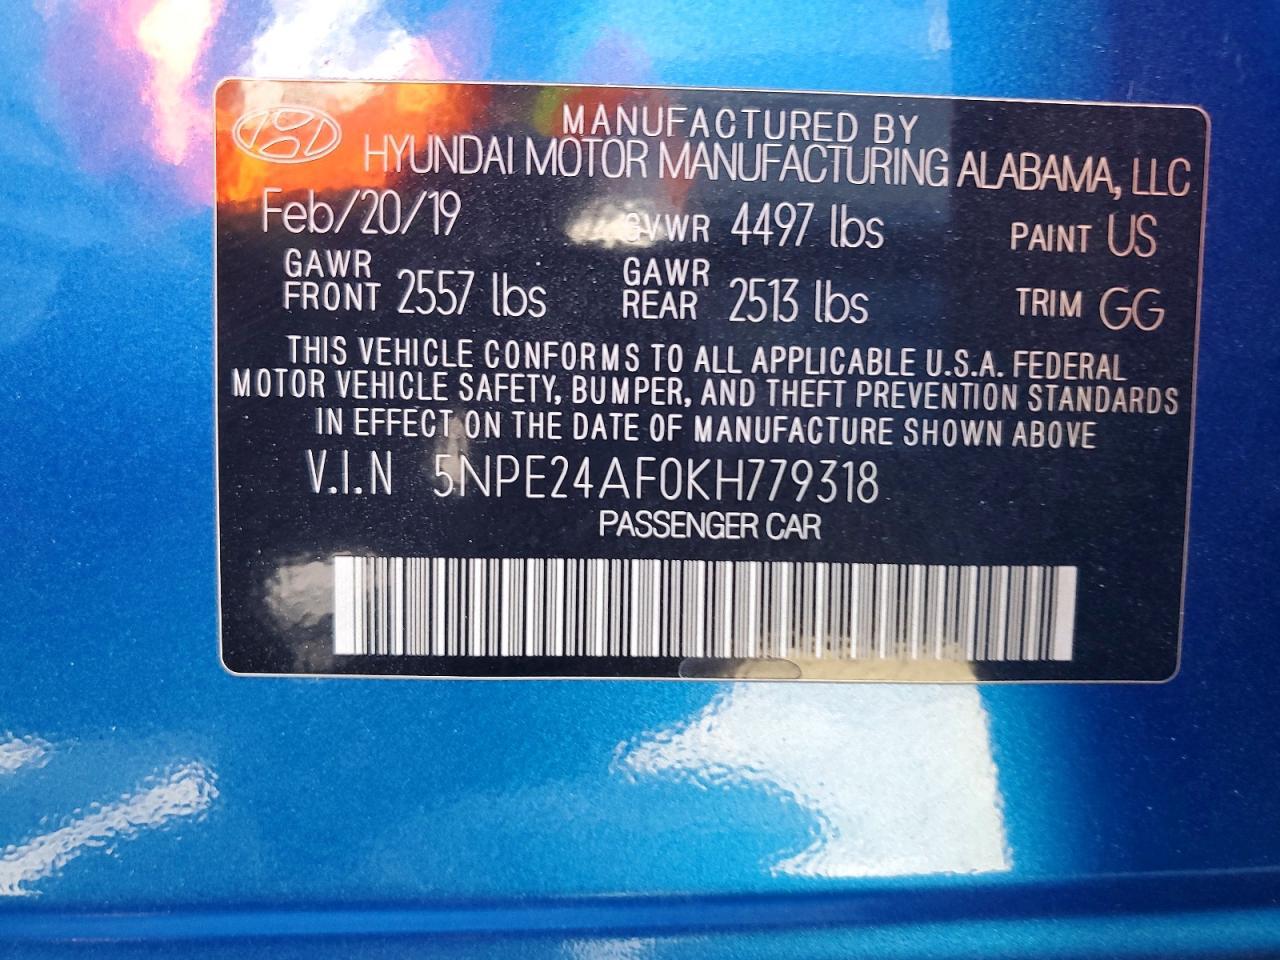 MANUFACTURED BY
HYUNDAI MOTOR MANUFACTURING ALABAMA, LLC
Feb/20/19 GVWR 4497 lbs PAINT US
GAWR FRONT 2557 lbs GAWR REAR 2513 lbs TRIM GG
THIS VEHICLE CONFORMS TO ALL APPLICABLE U.S.A. FEDERAL
MOTOR VEHICLE SAFETY, BUMPER, AND THEFT PREVENTION STANDARDS
IN EFFECT ON THE DATE OF MANUFACTURE SHOWN ABOVE
V.I.N 5NPE24AF0KH779318
PASSENGER CAR